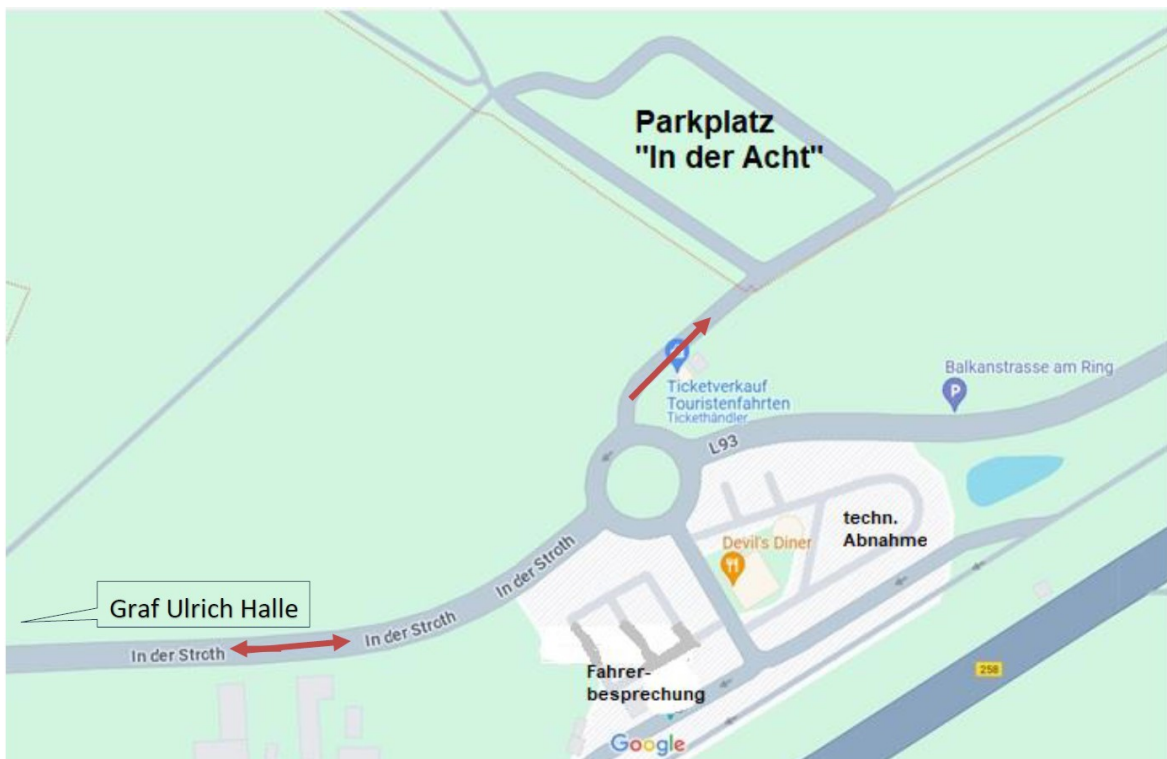 Parkplatz
"In der Acht"
Ticketverkauf
Touristenfahrten
Tickethändler
Balkanstrasse am Ring
P
L93
techn.
Abnahme
Devil's Diner
In der Stroth
Graf Ulrich Halle
In der Stroth
In der Stroth
Fahrer-
besprechung
258
Google